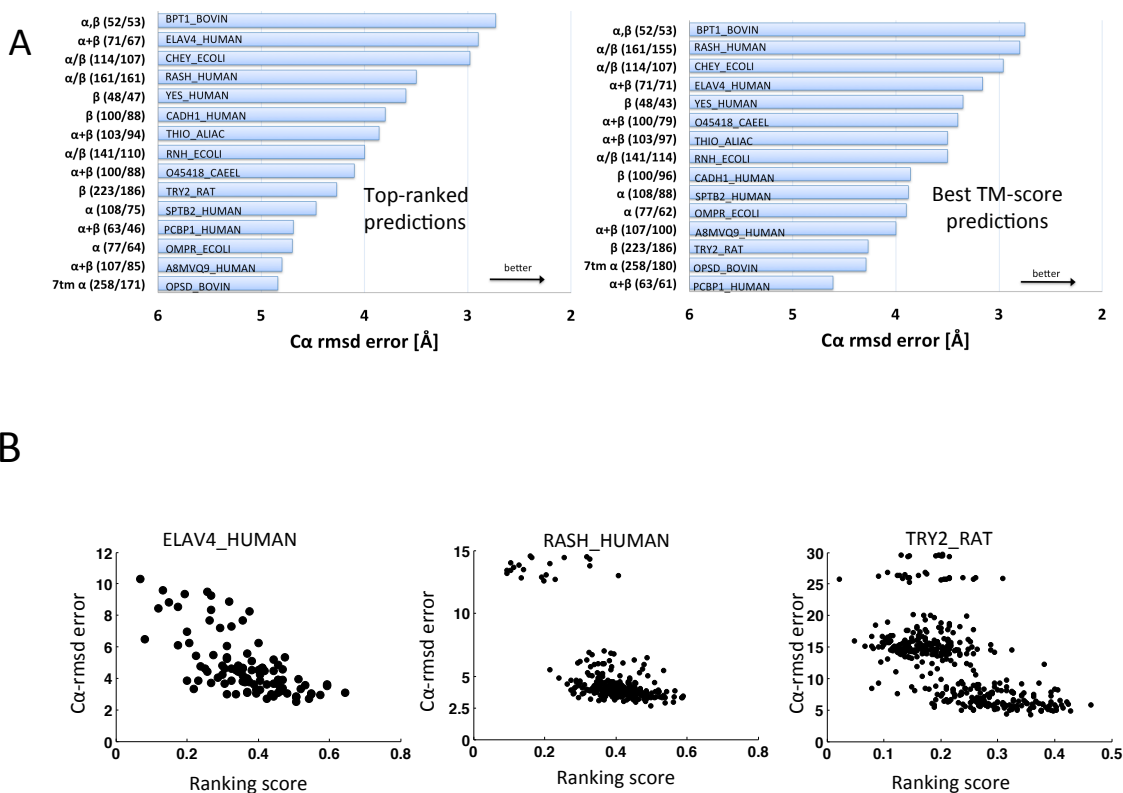 A
α,β (52/53) BPT1_BOVIN
α+β (71/67) ELAV4_HUMAN
α/β (114/107) CHEY_ECOLI
α/β (161/161) RASH_HUMAN
β (48/47) YES_HUMAN
β (100/88) CADH1_HUMAN
α+β (103/94) THIO_ALIAC
α/β (141/110) RNH_ECOLI
α+β (100/88) O45418_CAEEL
β (223/186) TRY2_RAT
α (108/75) SPTB2_HUMAN
α+β (63/46) PCBP1_HUMAN
α (77/64) OMPR_ECOLI
α+β (107/85) A8MVQ9_HUMAN
7tm α (258/171) OPSD_BOVIN
Top-ranked
predictions
better
6 5 4 3 2
Cα rmsd error [Å]
α,β (52/53) BPT1_BOVIN
α/β (161/155) RASH_HUMAN
α/β (114/107) CHEY_ECOLI
α+β (71/71) ELAV4_HUMAN
β (48/43) YES_HUMAN
α+β (100/79) O45418_CAEEL
α+β (103/97) THIO_ALIAC
α/β (141/114) RNH_ECOLI
β (100/96) CADH1_HUMAN
α (108/88) SPTB2_HUMAN
α (77/62) OMPR_ECOLI
α+β (107/100) A8MVQ9_HUMAN
β (223/186) TRY2_RAT
7tm α (258/180) OPSD_BOVIN
α+β (63/61) PCBP1_HUMAN
Best TM-score
predictions
better
6 5 4 3 2
Cα rmsd error [Å]
B
ELAV4_HUMAN
Cα-rmsd error
12
10
8
6
4
2
0
0 0.2 0.4 0.6 0.8
Ranking score
RASH_HUMAN
Cα-rmsd error
15
10
5
2.5
0
0 0.2 0.4 0.6 0.8
Ranking score
TRY2_RAT
Cα-rmsd error
30
25
20
15
10
5
0
0 0.1 0.2 0.3 0.4 0.5
Ranking score